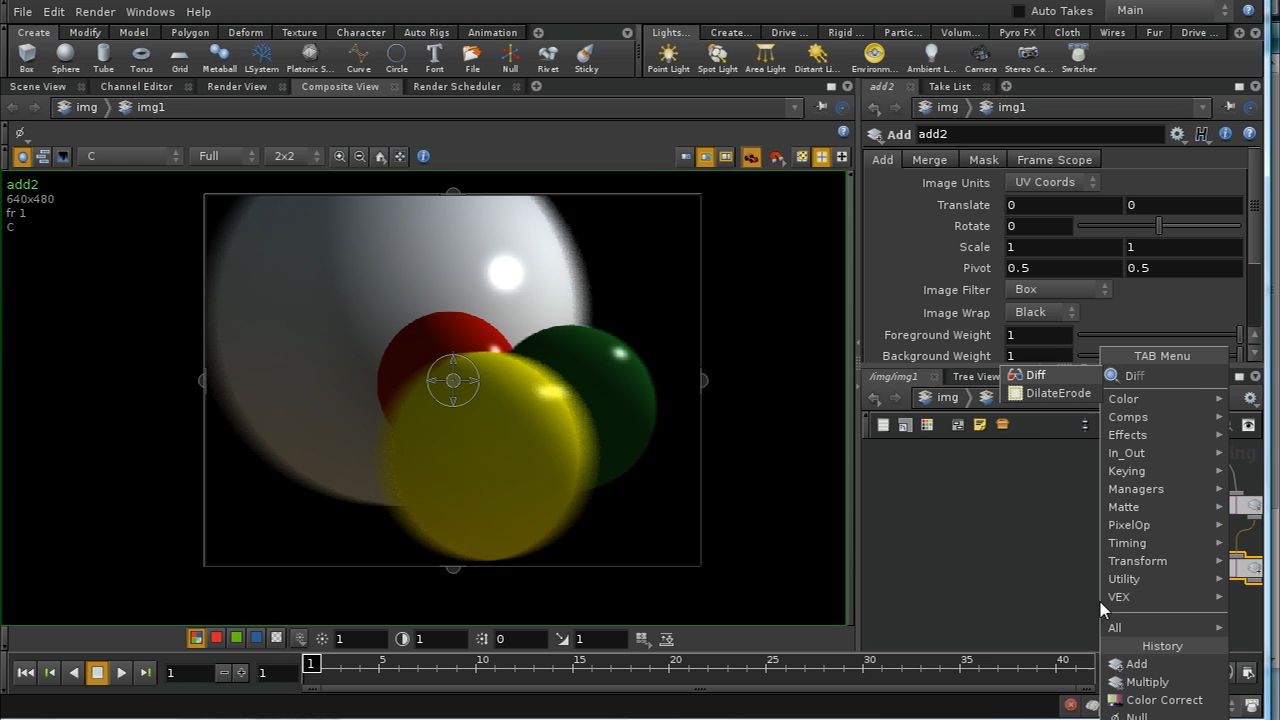 File Edit Render Windows Help Auto Takes Main
Create Modify Model Polygon Deform Texture Character Auto Rigs Animation Lights... Create... Drive ... Rigid ... Partic... Volum... Pyro FX Cloth Wires Fur Drive ...
Box Sphere Tube Torus Grid Metaball LSystem Platonic S... Curve Circle Font File Null Rivet Sticky Point Light Spot Light Area Light Distant Li... Environm... Ambient L... Camera Stereo Ca... Switcher
Scene View Channel Editor Render View Composite View Render Scheduler add2 Take List
img img1 img img1
Add add2
C Full 2x2
Add Merge Mask Frame Scope
add2
640x480
fr 1
C
Image Units UV Coords
Translate 0 0
Rotate 0
Scale 1 1
Pivot 0.5 0.5
Image Filter Box
Image Wrap Black
Foreground Weight 1
Background Weight 1
/img/img1 Tree View
img
Diff
DilateErode
TAB Menu
Diff
Color
Comps
Effects
In_Out
Keying
Managers
Matte
PixelOp
Timing
Transform
Utility
VEX
All
History
Add
Multiply
Color Correct
Null
1 1 0 1
1 1 1 5 10 15 20 25 30 35 40